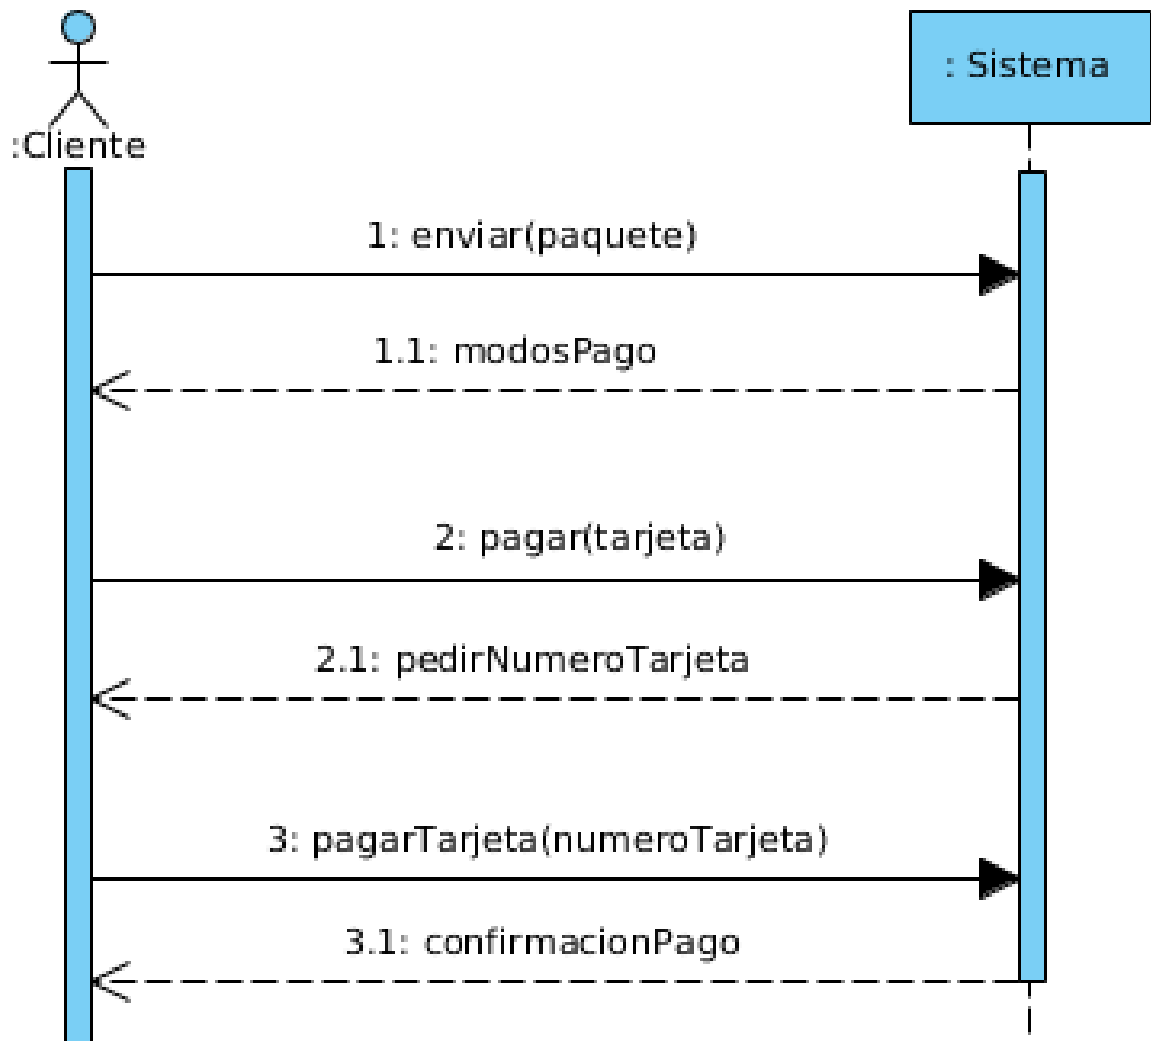 : Sistema
:Cliente
1: enviar(paquete)
1.1: modosPago
2: pagar(tarjeta)
2.1: pedirNumeroTarjeta
3: pagarTarjeta(numeroTarjeta)
3.1: confirmacionPago